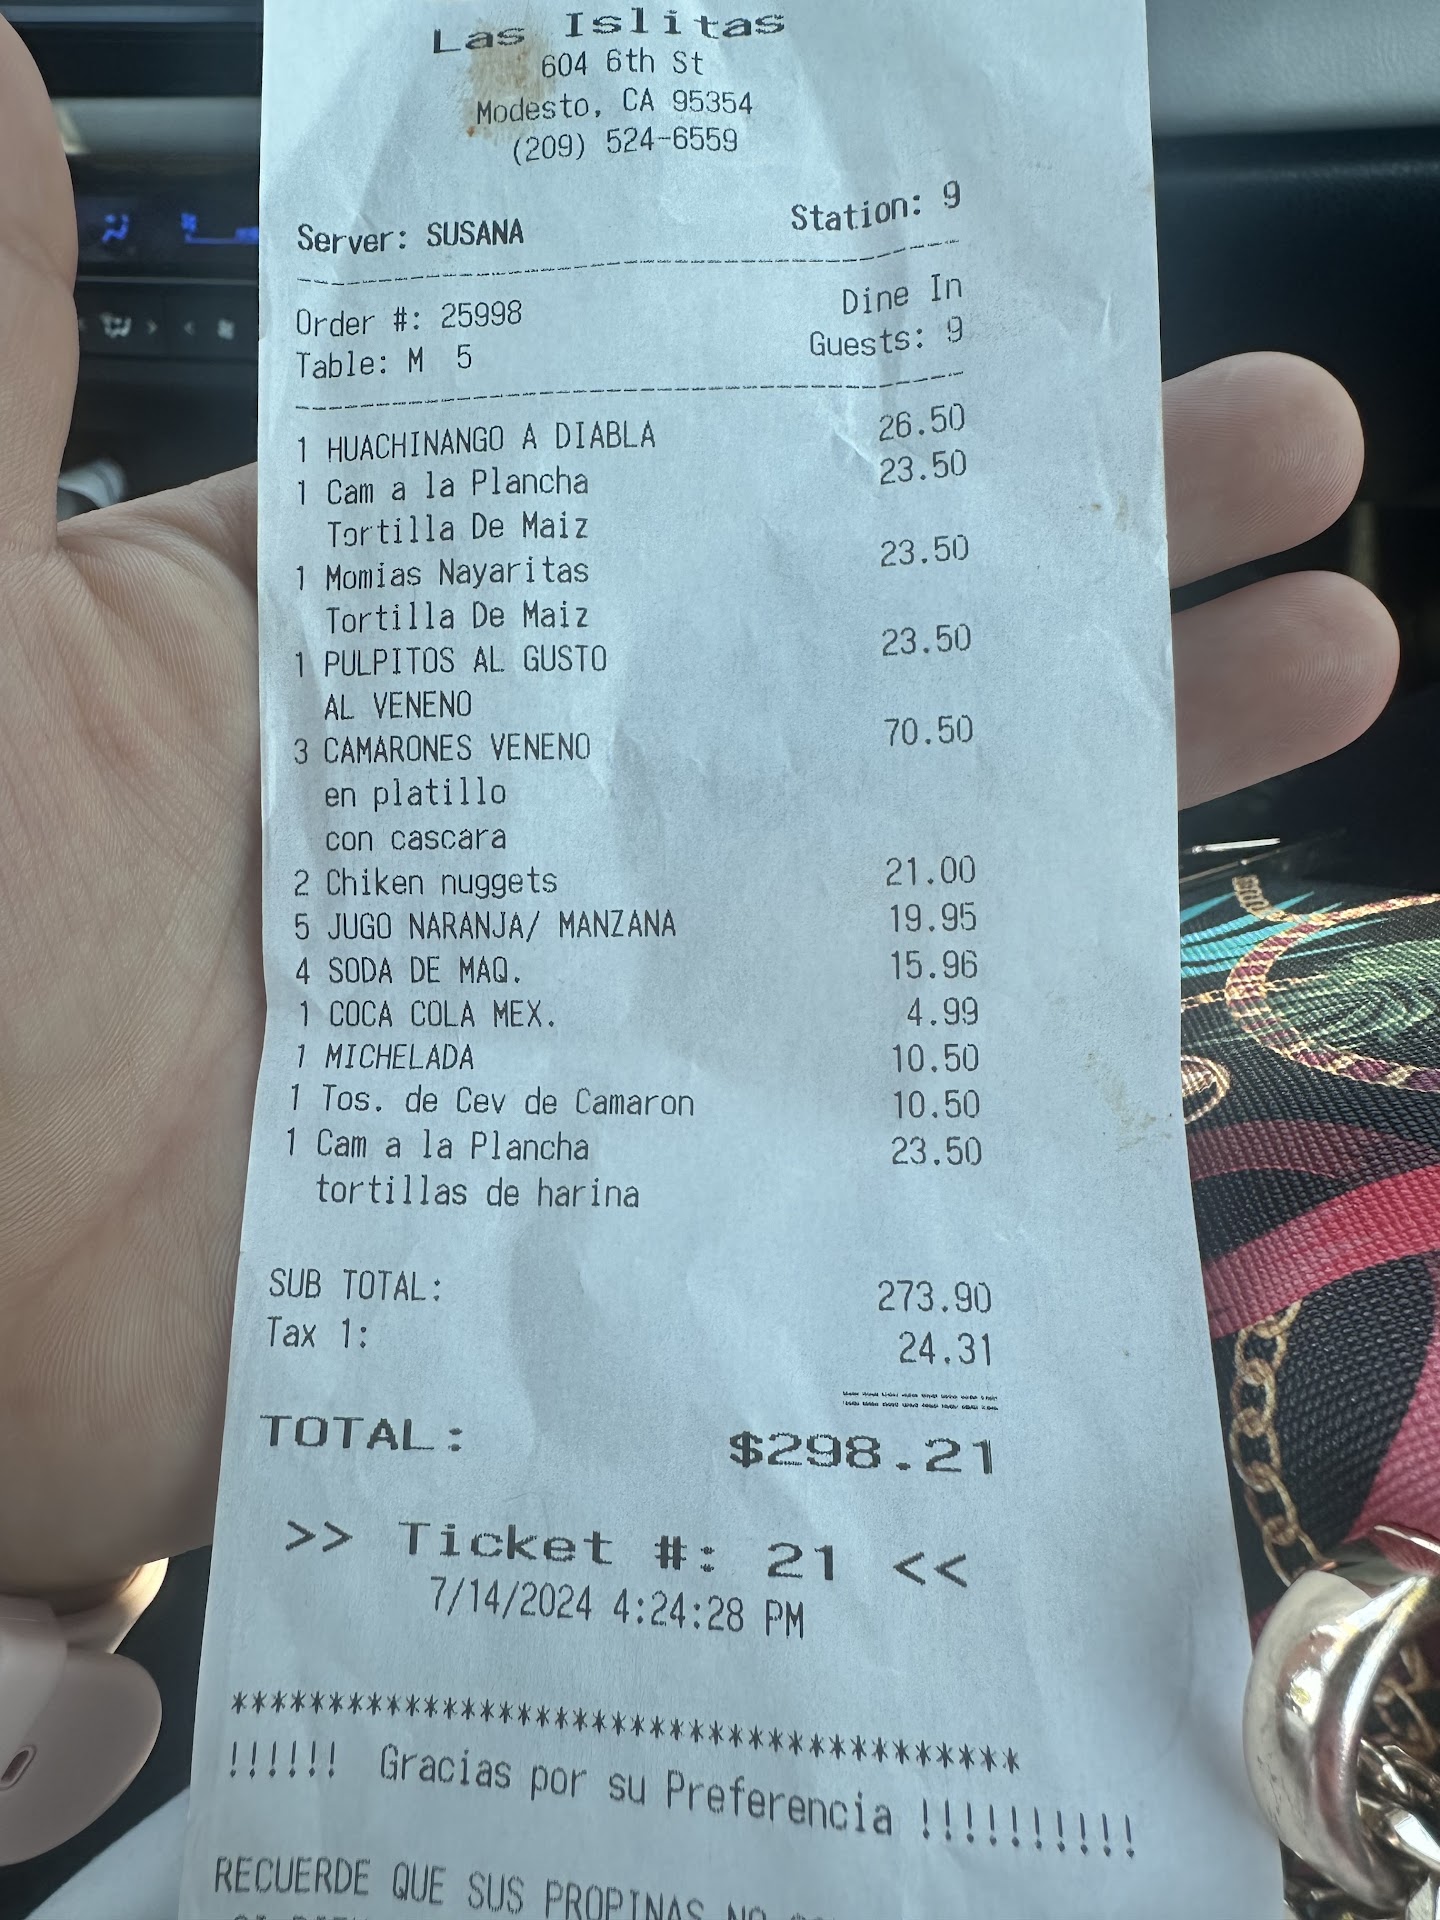 Las Islitas
604 6th St
Modesto, CA 95354
(209) 524-6559
Server: SUSANA Station: 9
Order #: 25998 Dine In
Table: M 5 Guests: 9
1 HUACHINANGO A DIABLA 26.50
1 Cam a la Plancha 23.50
Tortilla De Maiz
1 Momias Nayaritas 23.50
Tortilla De Maiz
1 PULPITOS AL GUSTO 23.50
AL VENENO
3 CAMARONES VENENO 70.50
en platillo
con cascara
2 Chiken nuggets 21.00
5 JUGO NARANJA/ MANZANA 19.95
4 SODA DE MAQ. 15.96
1 COCA COLA MEX. 4.99
1 MICHELADA 10.50
1 Tos. de Cev de Camaron 10.50
1 Cam a la Plancha 23.50
tortillas de harina
SUB TOTAL: 273.90
Tax 1: 24.31
TOTAL: $298.21
>> Ticket #: 21 <<
7/14/2024 4:24:28 PM
******************************************
!!!!!! Gracias por su Preferencia !!!!!!!!!!
RECUERDE QUE SUS PROPINAS NO